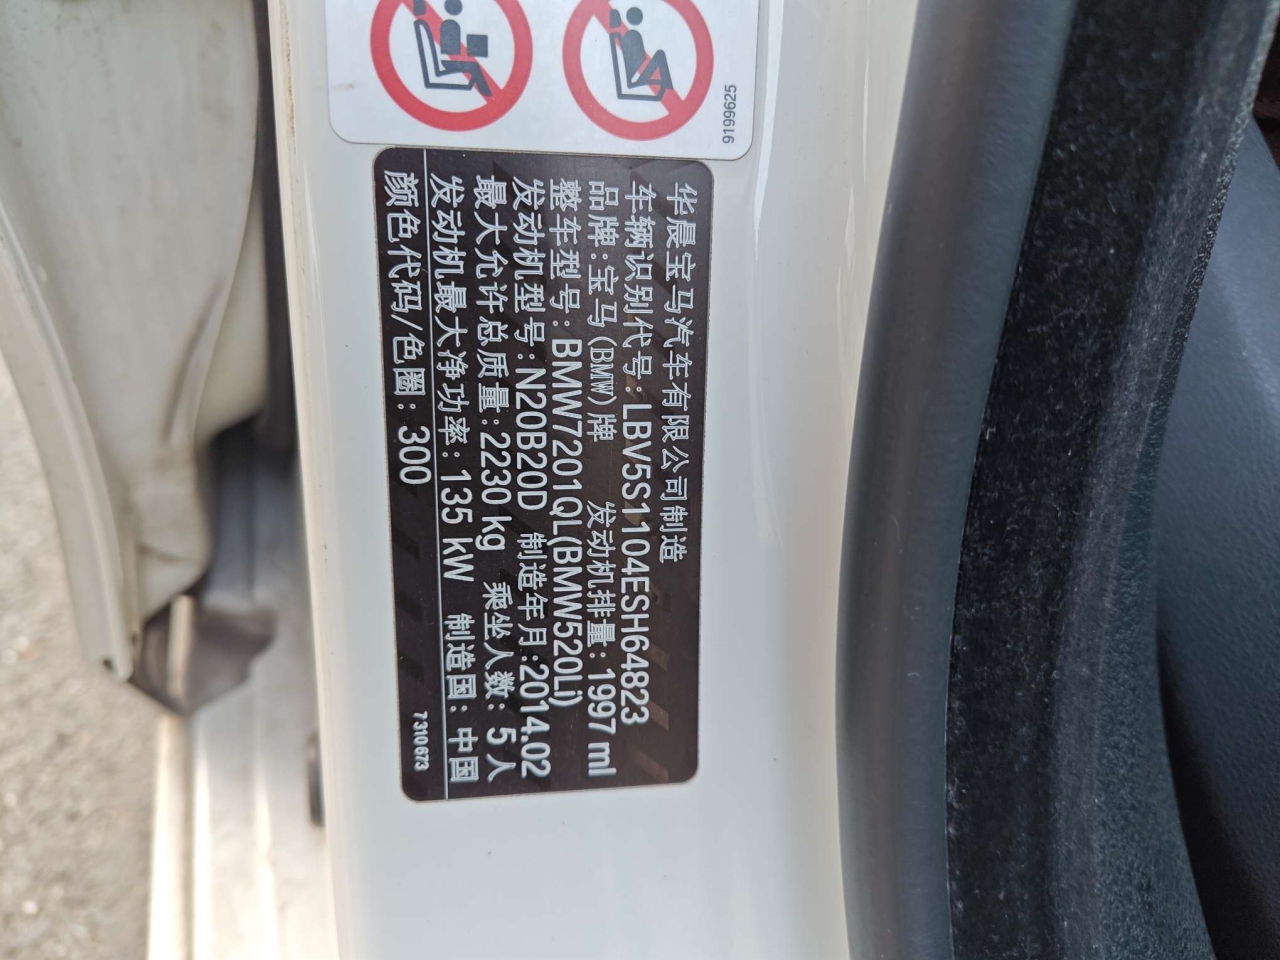 9199625
华晨宝马汽车有限公司制造
车辆识别代号:LBV5S1104ESH64823
品牌:宝马(BMW)牌 发动机排量:1997 ml
整车型号:BMW7201QL(BMW520Li)
发动机型号:N20B20D 制造年月:2014.02
最大允许总质量:2230 kg 乘坐人数:5 人
发动机最大净功率:135 kW 制造国:中国
颜色代码/色圈:300
7 310 673